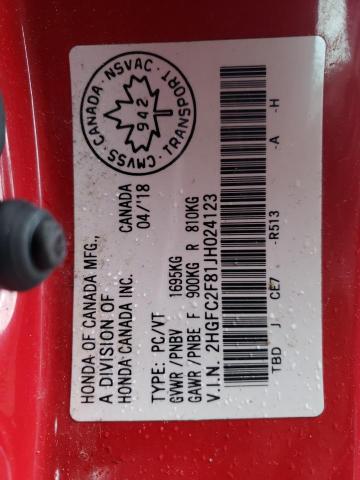 HONDA OF CANADA MFG.,
A DIVISION OF
HONDA CANADA INC.
CANADA
04/18
CANADA NSVAC TRANSPORT CMVSS
942
TYPE: PC/VT
GVWR /PNBV 1695KG
GAWR /PNBE F 900KG R 810KG
V.I.N. 2HGFC2F81JH024123
TBD J CE7 -R513 -A -H